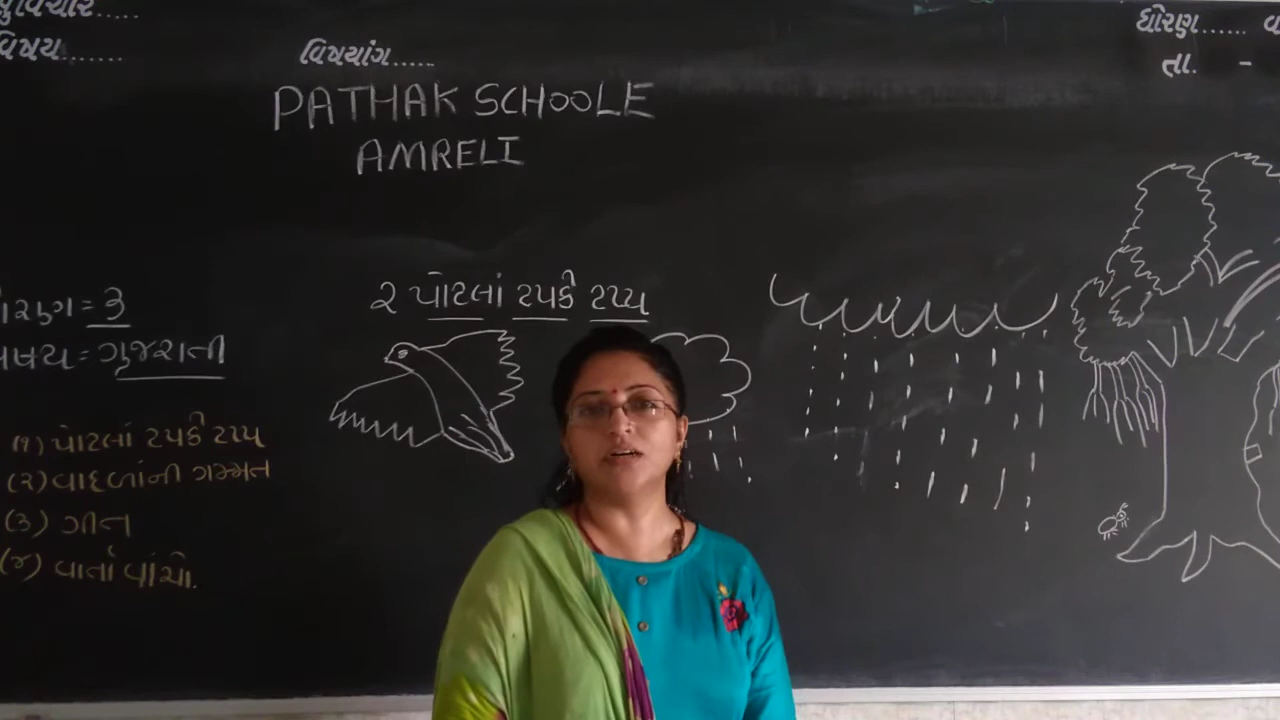 સુવિચાર.....
ધોરણ...... વ
વિષય.......
વિષયાંગ.....
તા. -
PATHAK SCHOOLE
AMRELI
૨ પોટલાં ટપકે ટપ્પ
ોરણ = ૩
િષય = ગુજરાતી
(૧) પોટલાં ટપકે ટપ્પ
(૨) વાદળાંની ગમ્મત
(૩) ગીત
(૪) વાર્તા વાંચો.